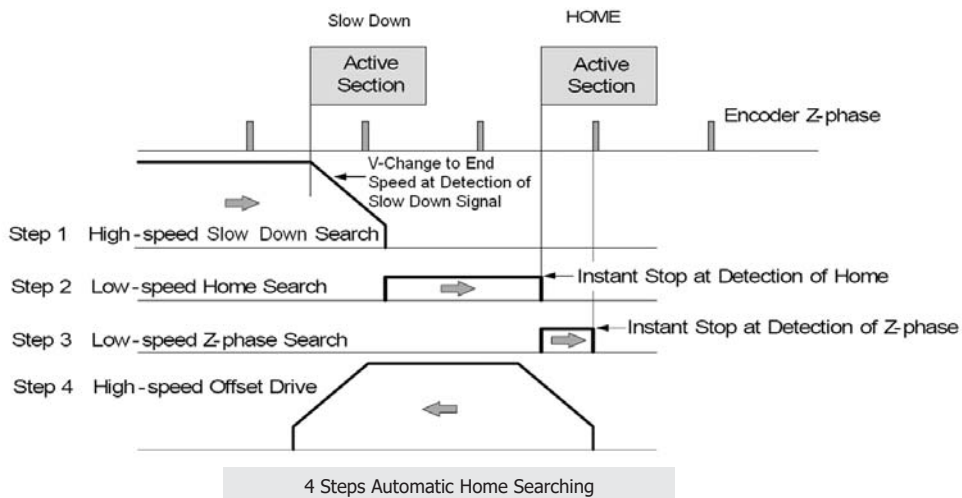 Slow Down
HOME
Active
Section
Active
Section
Encoder Z-phase
V-Change to End
Speed at Detection of
Slow Down Signal
Step 1 High-speed Slow Down Search
Instant Stop at Detection of Home
Step 2 Low-speed Home Search
Instant Stop at Detection of Z-phase
Step 3 Low-speed Z-phase Search
Step 4 High-speed Offset Drive
4 Steps Automatic Home Searching